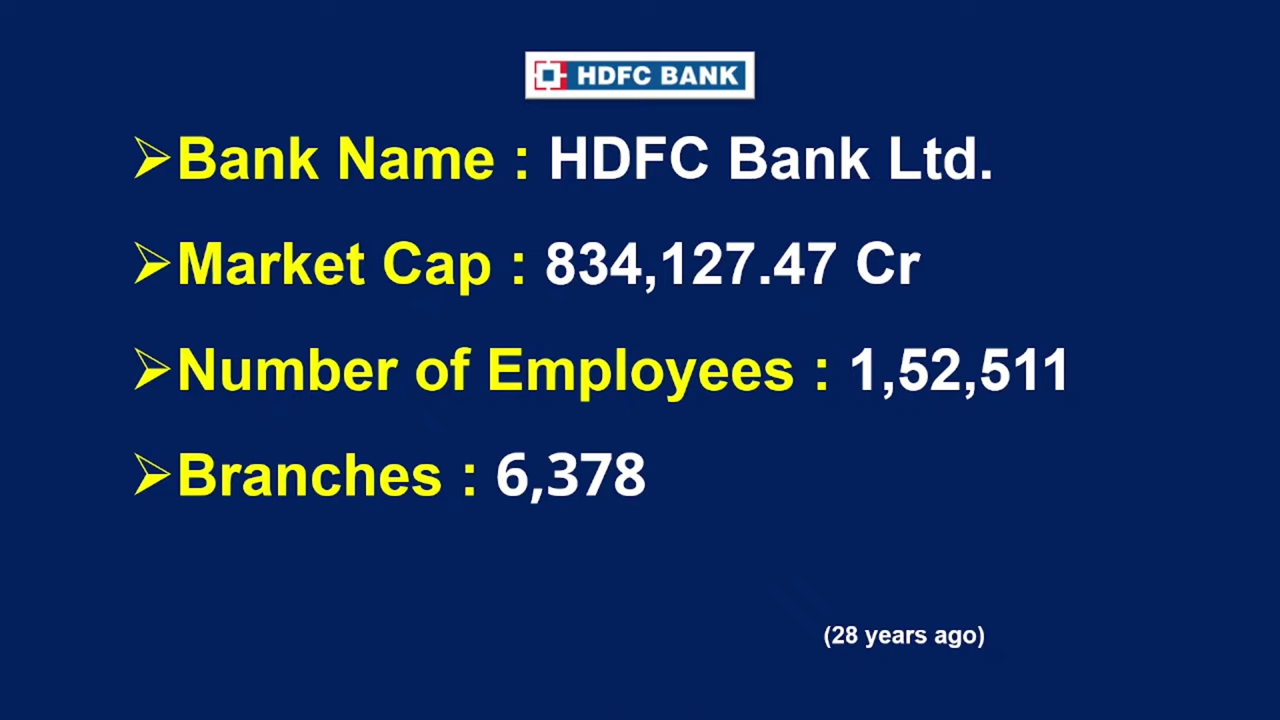 HDFC BANK
➢Bank Name : HDFC Bank Ltd.
➢Market Cap : 834,127.47 Cr
➢Number of Employees : 1,52,511
➢Branches : 6,378
(28 years ago)